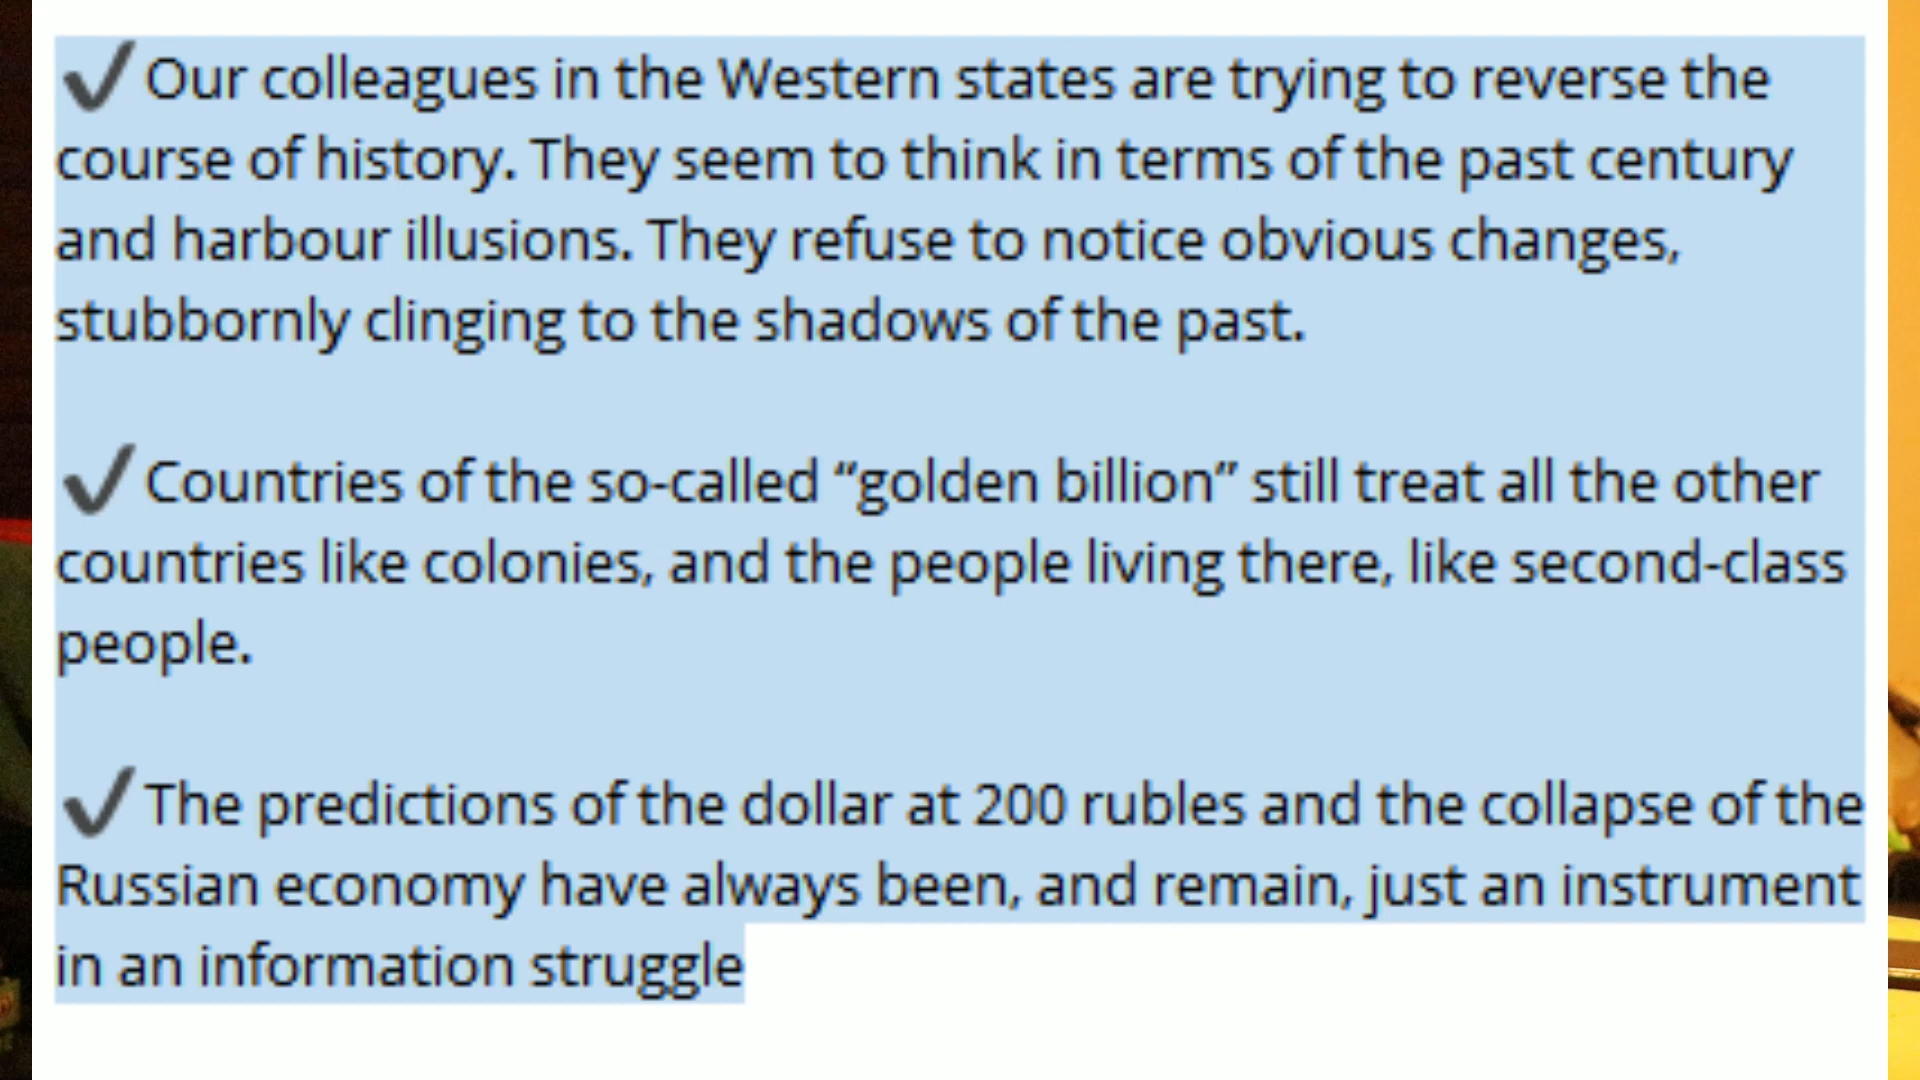 ✔Our colleagues in the Western states are trying to reverse the
course of history. They seem to think in terms of the past century
and harbour illusions. They refuse to notice obvious changes,
stubbornly clinging to the shadows of the past.
✔Countries of the so-called “golden billion” still treat all the other
countries like colonies, and the people living there, like second-class
people.
✔The predictions of the dollar at 200 rubles and the collapse of the
Russian economy have always been, and remain, just an instrument
in an information struggle